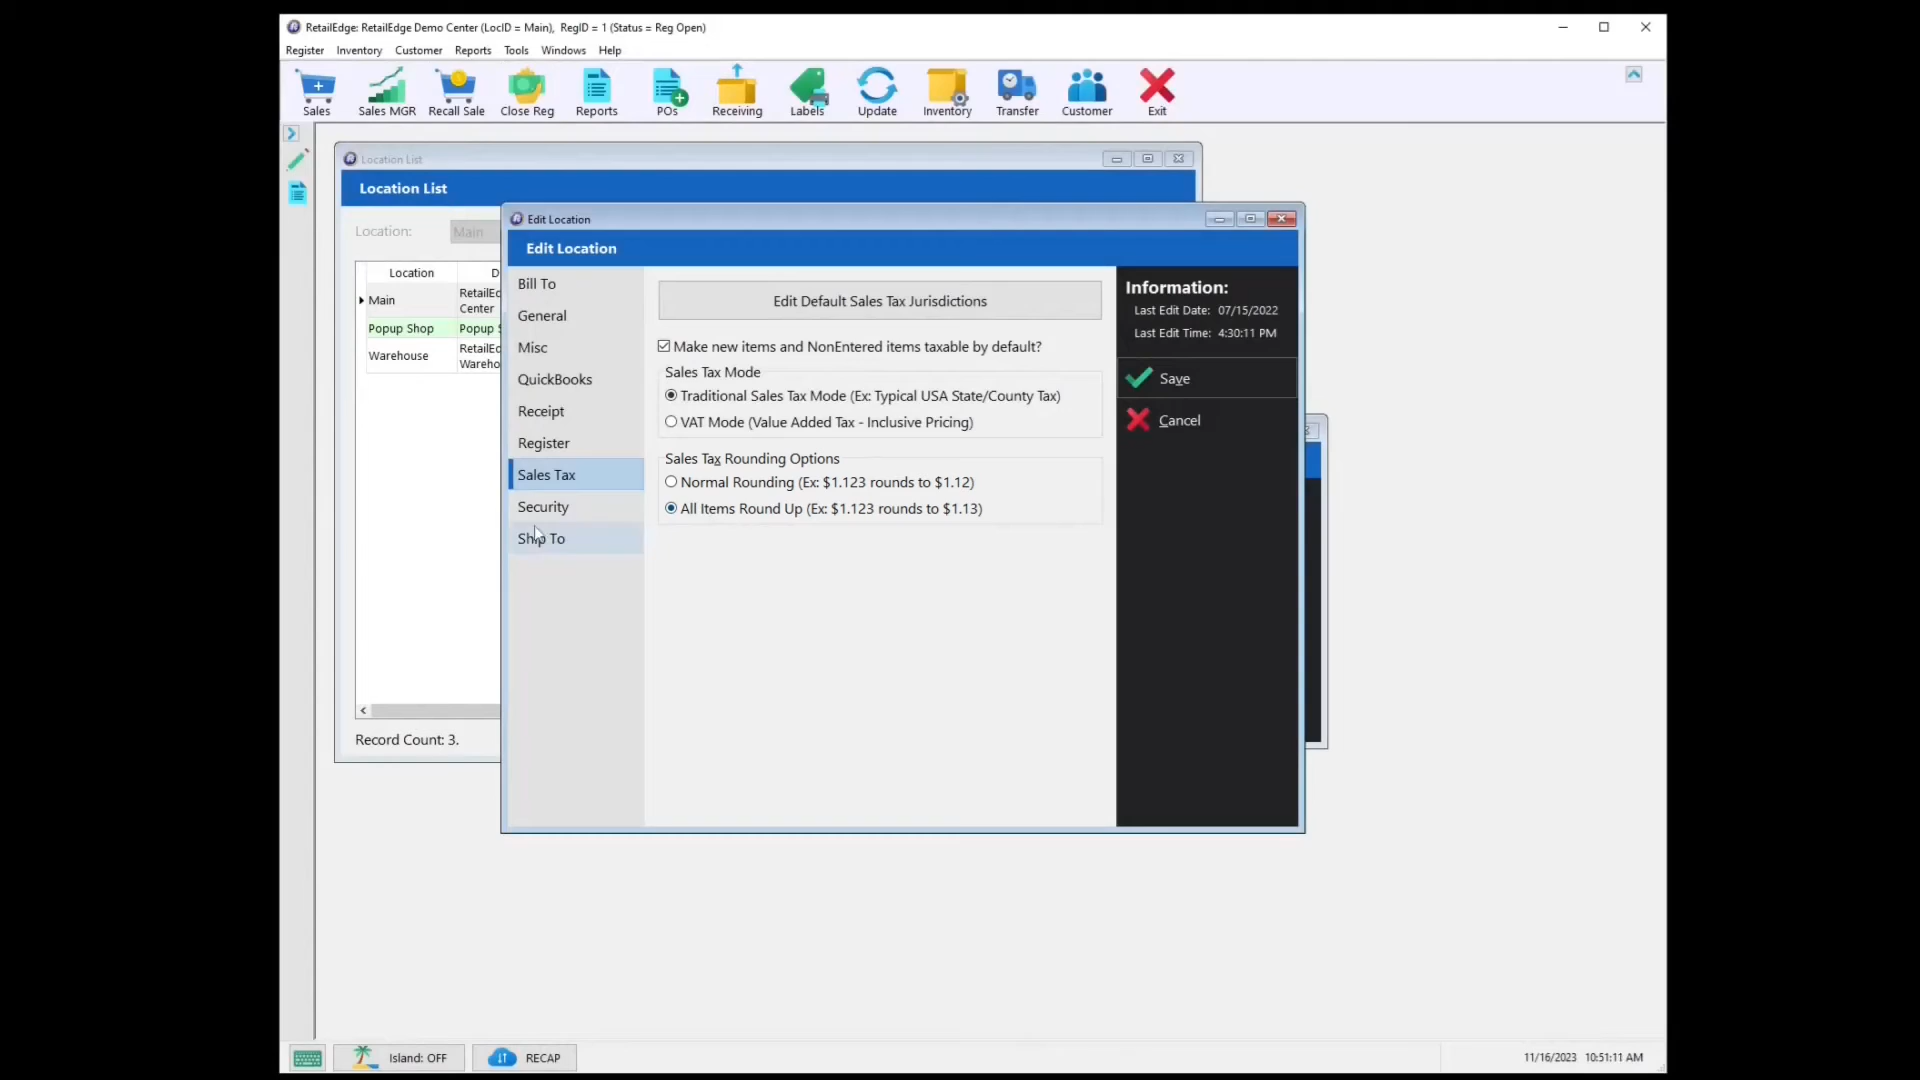 RetailEdge: RetailEdge Demo Center (LocID = Main),  RegID = 1 (Status = Reg Open)
Register Inventory Customer Reports Tools Windows Help
Sales Sales MGR Recall Sale Close Reg Reports POs Receiving Labels Update Inventory Transfer Customer Exit
Location List
Location List
Location: Main
Location D
Main RetailEd
Center
Popup Shop Popup S
Warehouse RetailEd
Wareho
Record Count: 3.
Edit Location
Edit Location
Bill To
General
Misc
QuickBooks
Receipt
Register
Sales Tax
Security
Ship To
Edit Default Sales Tax Jurisdictions
Make new items and NonEntered items taxable by default?
Sales Tax Mode
Traditional Sales Tax Mode (Ex: Typical USA State/County Tax)
VAT Mode (Value Added Tax - Inclusive Pricing)
Sales Tax Rounding Options
Normal Rounding (Ex: $1.123 rounds to $1.12)
All Items Round Up (Ex: $1.123 rounds to $1.13)
Information:
Last Edit Date: 07/15/2022
Last Edit Time: 4:30:11 PM
Save
Cancel
Island: OFF RECAP 11/16/2023 10:51:11 AM